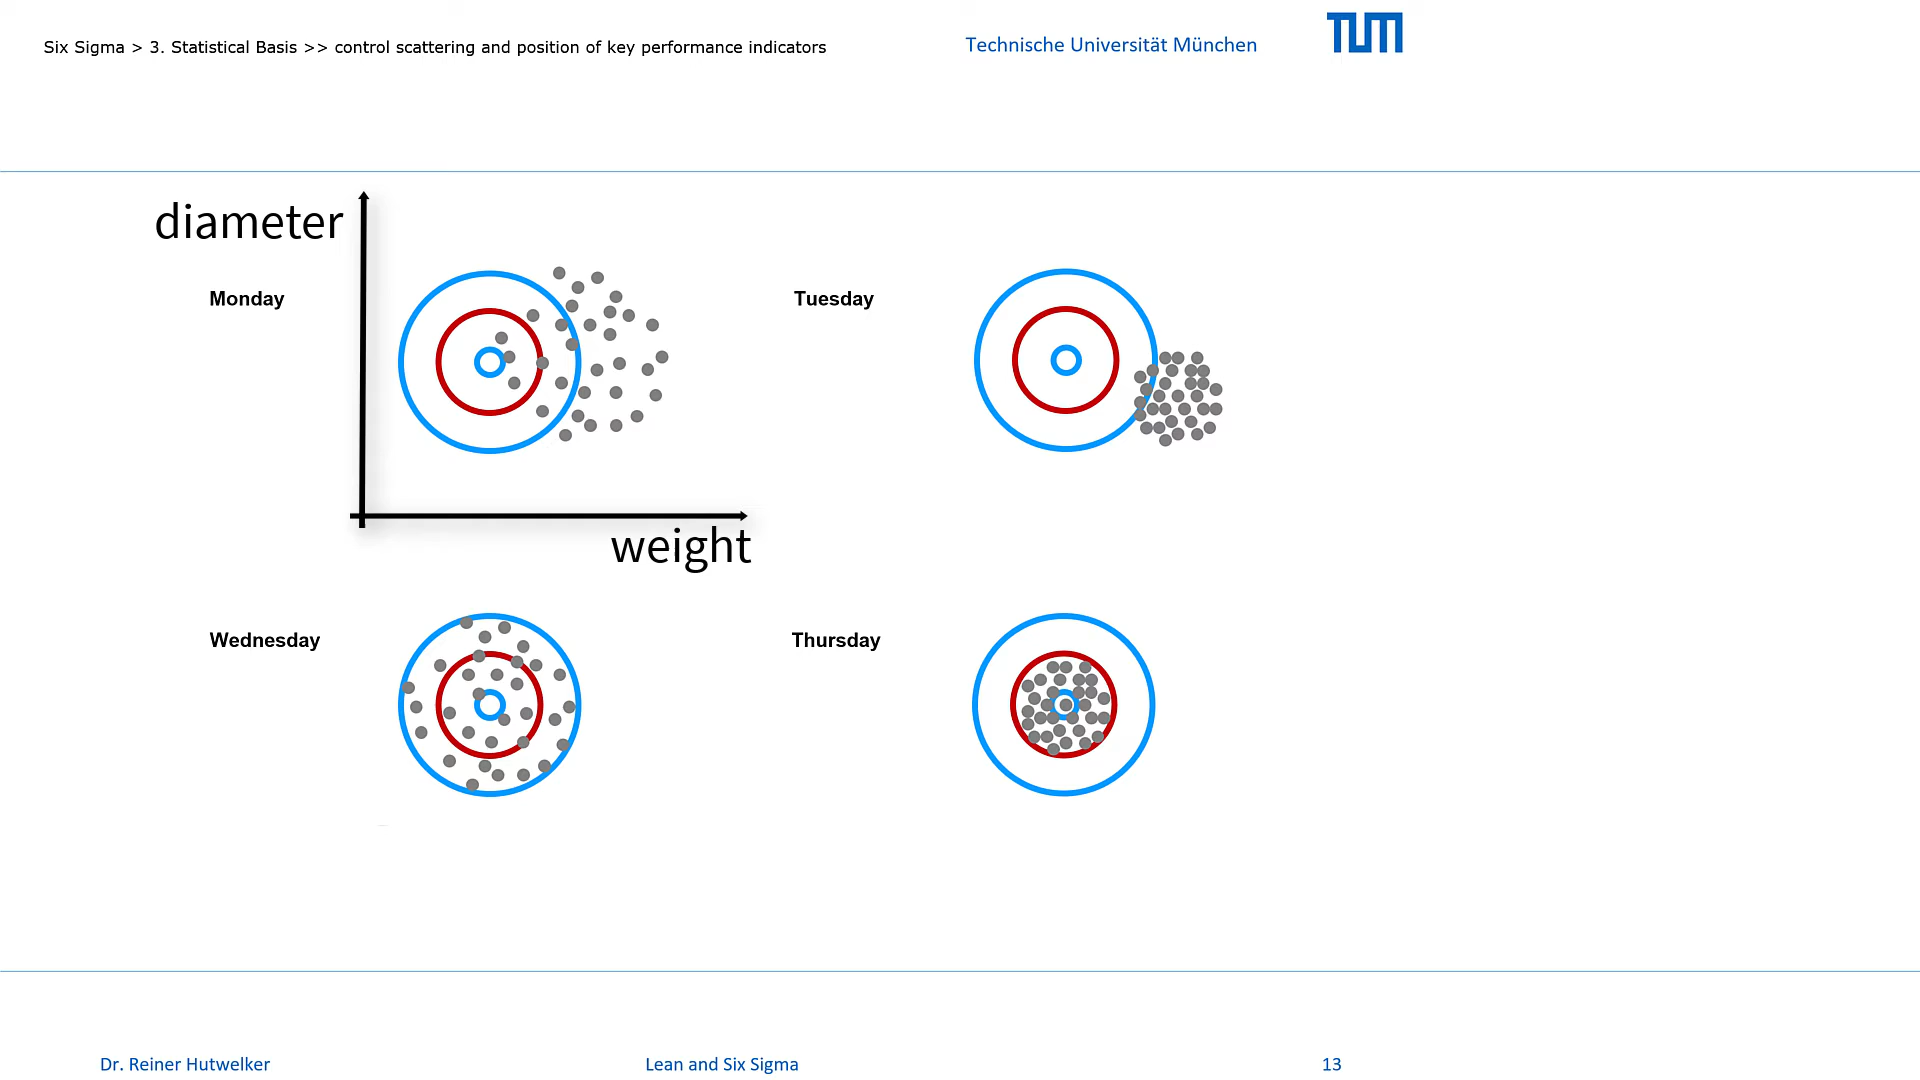 Six Sigma > 3. Statistical Basis >> control scattering and position of key performance indicators
Technische Universität München
TUM
diameter
Monday
Tuesday
weight
Wednesday
Thursday
Dr. Reiner Hutwelker
Lean and Six Sigma
13